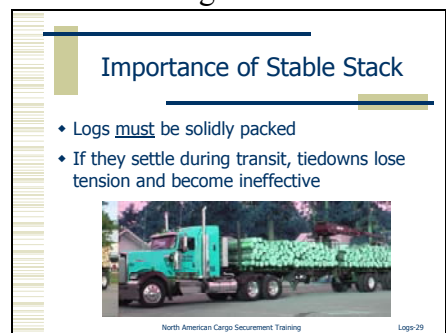 Importance of Stable Stack
Logs must be solidly packed
If they settle during transit, tiedowns lose
tension and become ineffective
North American Cargo Securement Training
Logs-29